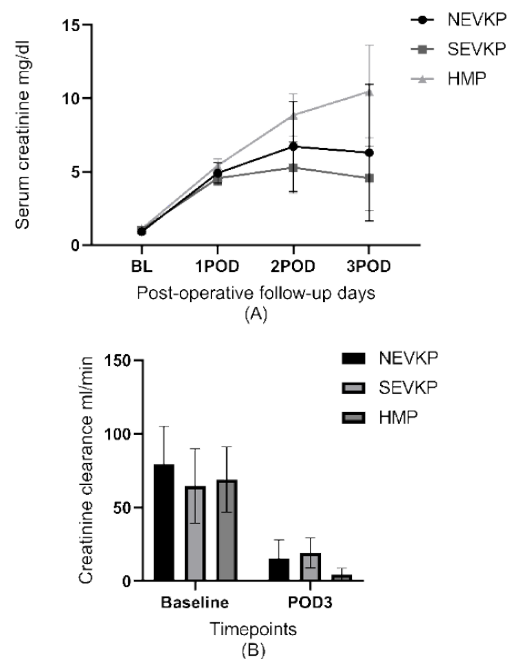 15
10
5
0
Serum creatinine mg/dl
BL 1POD 2POD 3POD
Post-operative follow-up days
(A)
NEVKP
SEVKP
HMP
150
100
50
0
Creatinine clearance ml/min
Baseline POD3
Timepoints
(B)
NEVKP
SEVKP
HMP